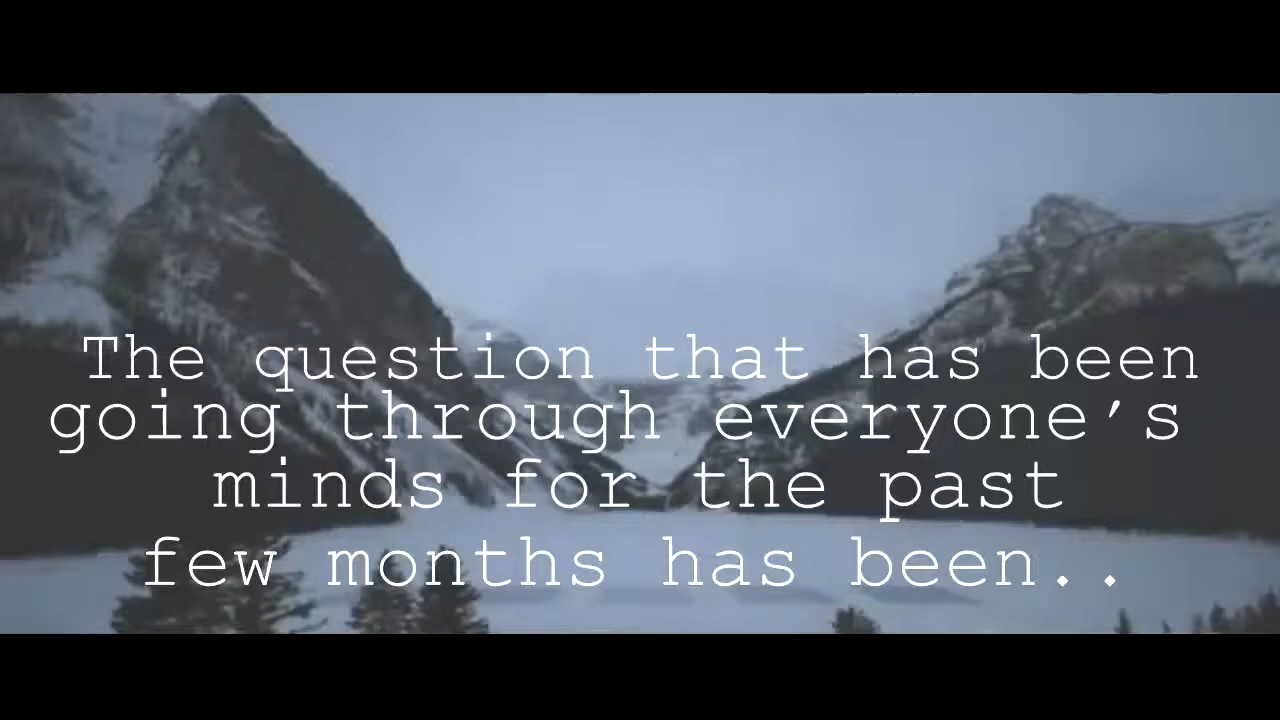 The question that has been
going through everyone’s
minds for the past
few months has been..